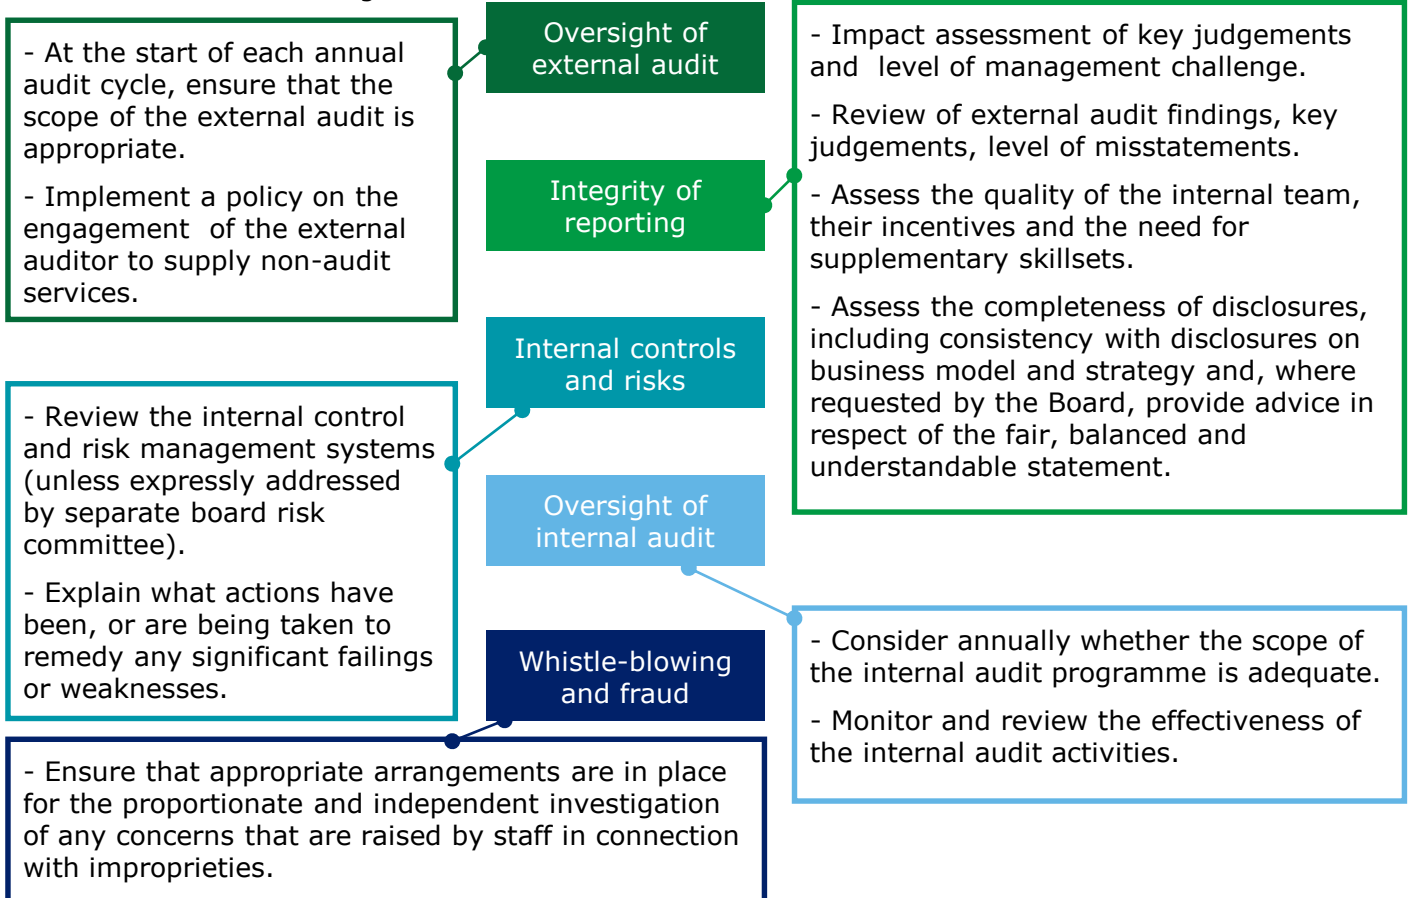 Oversight of
external audit
- At the start of each annual
audit cycle, ensure that the
scope of the external audit is
appropriate.
- Implement a policy on the
engagement  of the external
auditor to supply non-audit
services.
Integrity of
reporting
- Impact assessment of key judgements
and  level of management challenge.
- Review of external audit findings, key
judgements, level of misstatements.
- Assess the quality of the internal team,
their incentives and the need for
supplementary skillsets.
- Assess the completeness of disclosures,
including consistency with disclosures on
business model and strategy and, where
requested by the Board, provide advice in
respect of the fair, balanced and
understandable statement.
Internal controls
and risks
- Review the internal control
and risk management systems
(unless expressly addressed
by separate board risk
committee).
- Explain what actions have
been, or are being taken to
remedy any significant failings
or weaknesses.
Oversight of
internal audit
- Consider annually whether the scope of
the internal audit programme is adequate.
- Monitor and review the effectiveness of
the internal audit activities.
Whistle-blowing
and fraud
- Ensure that appropriate arrangements are in place
for the proportionate and independent investigation
of any concerns that are raised by staff in connection
with improprieties.